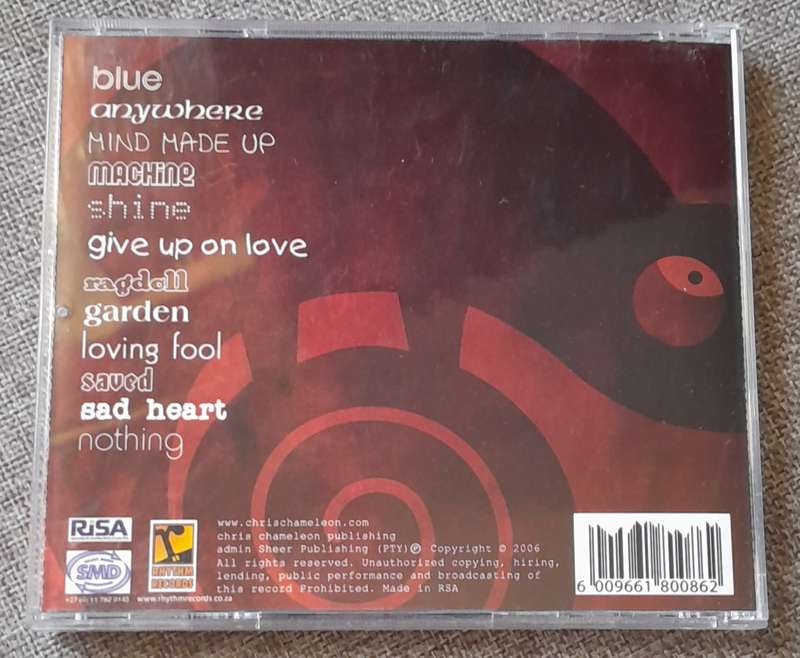 blue
anywhere
MIND MADE UP
MACHINE
shine
give up on love
ragdoll
garden
loving fool
saved
sad heart
nothing
RiSA
SMD
RHYTHM
RECORDS
www.rhythmrecords.co.za
www.chrischameleon.com
chris chameleon publishing
admin Sheer Publishing (PTY)℗ Copyright © 2006
All rights reserved. Unauthorized copying, hiring,
lending, public performance and broadcasting of
this record Prohibited. Made in RSA
6 009661 800862